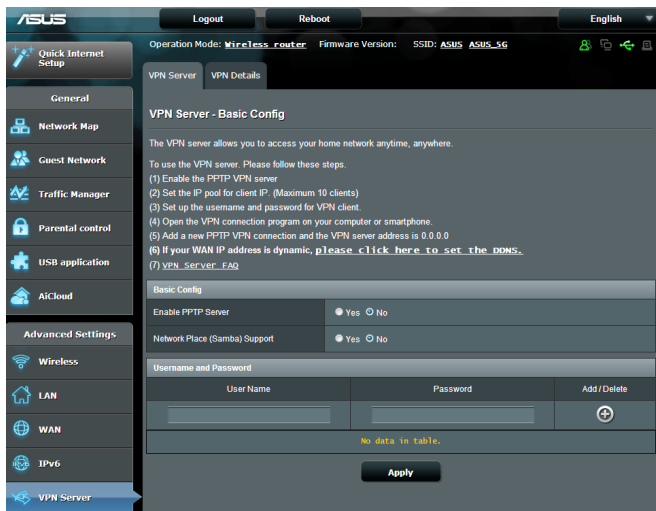 ASUS
Logout
Reboot
English
Quick Internet
Setup
Operation Mode: Wireless router Firmware Version: SSID: ASUS ASUS_5G
VPN Server
VPN Details
General
Network Map
Guest Network
Traffic Manager
Parental control
USB application
AiCloud
Advanced Settings
Wireless
LAN
WAN
IPv6
VPN Server
VPN Server - Basic Config
The VPN server allows you to access your home network anytime, anywhere.
To use the VPN server. Please follow these steps.
(1) Enable the PPTP VPN server
(2) Set the IP pool for client IP. (Maximum 10 clients)
(3) Set up the username and password for VPN client.
(4) Open the VPN connection program on your computer or smartphone.
(5) Add a new PPTP VPN connection and the VPN server address is 0.0.0.0
(6) If your WAN IP address is dynamic, please click here to set the DDNS.
(7) VPN Server FAQ
Basic Config
Enable PPTP Server Yes No
Network Place (Samba) Support Yes No
Username and Password
User Name Password Add / Delete
No data in table.
Apply